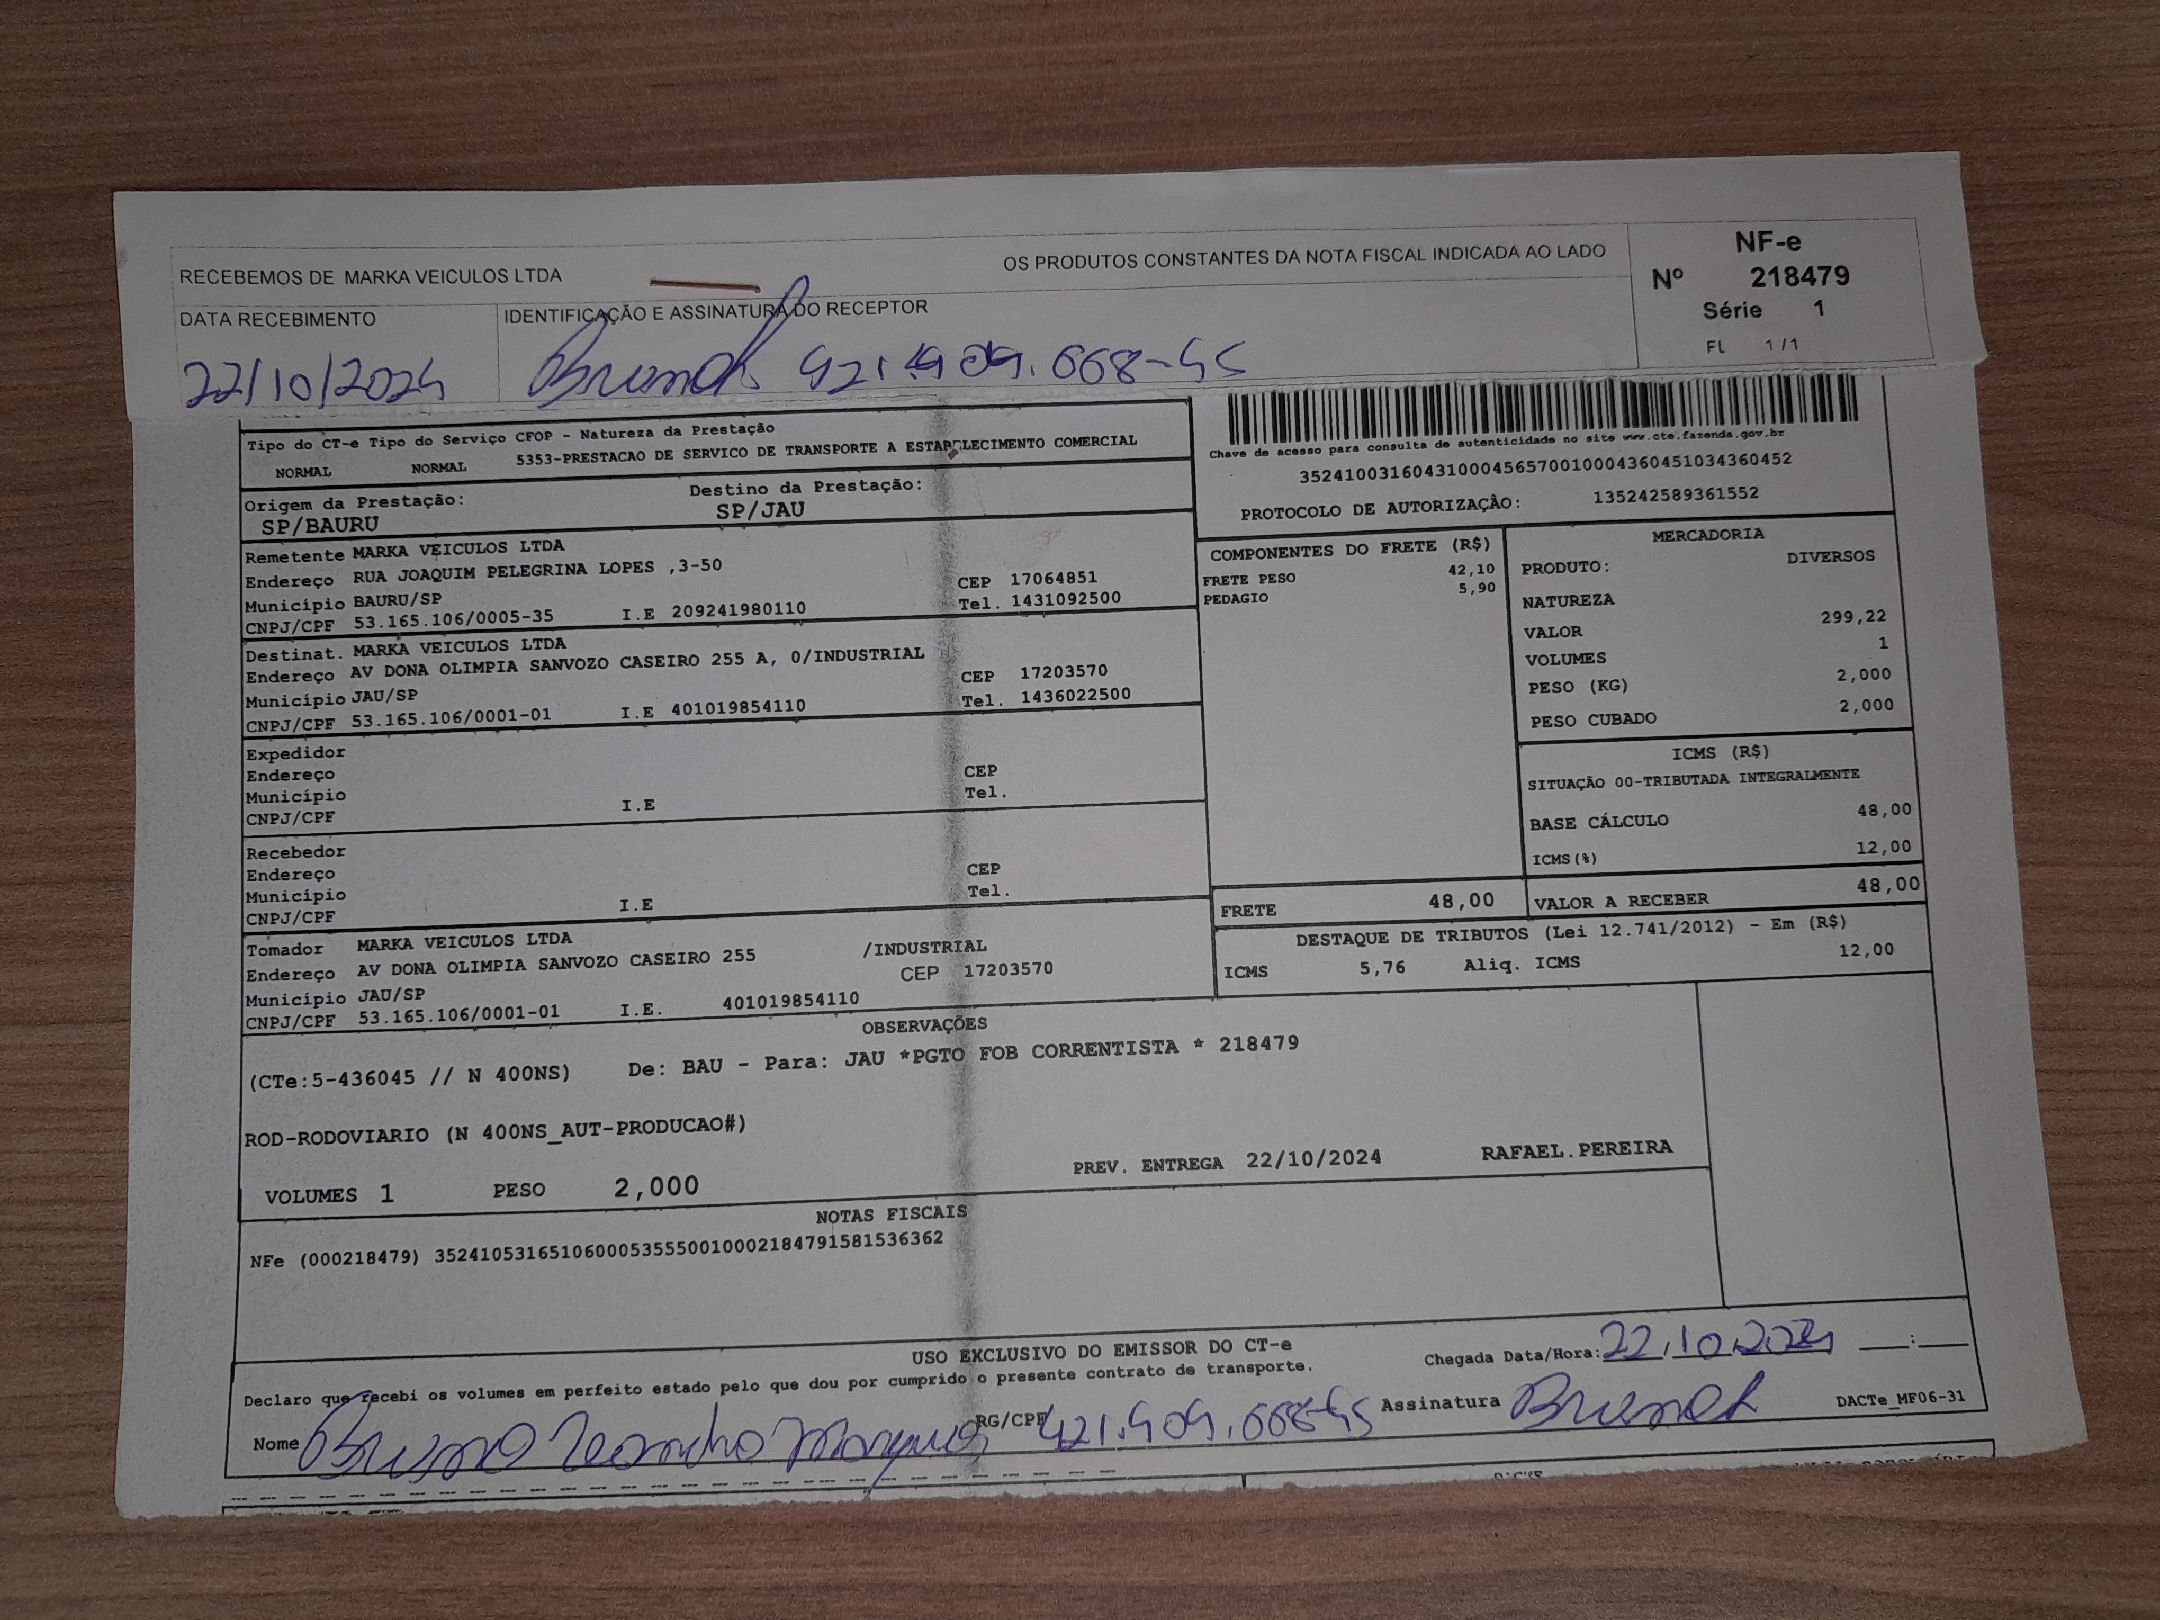 RECEBEMOS DE MARKA VEICULOS LTDA OS PRODUTOS CONSTANTES DA NOTA FISCAL INDICADA AO LADO
NF-e
Nº 218479
Série 1
FL 1/1
DATA RECEBIMENTO IDENTIFICAÇÃO E ASSINATURA DO RECEPTOR
22/10/2024 421.909.668-45
Tipo do CT-e Tipo do Serviço CFOP - Natureza da Prestação
NORMAL NORMAL 5353-PRESTACAO DE SERVICO DE TRANSPORTE A ESTABELECIMENTO COMERCIAL
Chave de acesso para consulta de autenticidade no site www.cte.fazenda.gov.br
35241003160431000456570010004360451034360452
PROTOCOLO DE AUTORIZAÇÃO: 135242589361552
Origem da Prestação: Destino da Prestação:
SP/BAURU SP/JAU
Remetente MARKA VEICULOS LTDA
Endereço RUA JOAQUIM PELEGRINA LOPES ,3-50 CEP 17064851
Município BAURU/SP Tel. 1431092500
CNPJ/CPF 53.165.106/0005-35 I.E 209241980110
Destinat. MARKA VEICULOS LTDA
Endereço AV DONA OLIMPIA SANVOZO CASEIRO 255 A, 0/INDUSTRIAL CEP 17203570
Município JAU/SP Tel. 1436022500
CNPJ/CPF 53.165.106/0001-01 I.E 401019854110
Expedidor
Endereço CEP
Município Tel.
CNPJ/CPF I.E
Recebedor
Endereço CEP
Município Tel.
CNPJ/CPF I.E
Tomador MARKA VEICULOS LTDA
Endereço AV DONA OLIMPIA SANVOZO CASEIRO 255 /INDUSTRIAL
CEP 17203570
Município JAU/SP
CNPJ/CPF 53.165.106/0001-01 I.E. 401019854110
COMPONENTES DO FRETE (R$)
FRETE PESO 42,10
PEDAGIO 5,90
MERCADORIA
PRODUTO: DIVERSOS
NATUREZA
VALOR 299,22
VOLUMES 1
PESO (KG) 2,000
PESO CUBADO 2,000
ICMS (R$)
SITUAÇÃO 00-TRIBUTADA INTEGRALMENTE
BASE CÁLCULO 48,00
ICMS(%) 12,00
FRETE 48,00 VALOR A RECEBER 48,00
DESTAQUE DE TRIBUTOS (Lei 12.741/2012) - Em (R$)
ICMS 5,76 Aliq. ICMS 12,00
OBSERVAÇÕES
(CTe:5-436045 // N 400NS) De: BAU - Para: JAU *PGTO FOB CORRENTISTA * 218479
ROD-RODOVIARIO (N 400NS_AUT-PRODUCAO#)
PREV. ENTREGA 22/10/2024 RAFAEL.PEREIRA
VOLUMES 1 PESO 2,000
NOTAS FISCAIS
NFe (000218479) 35241053165106000535550010002184791581536362
USO EXCLUSIVO DO EMISSOR DO CT-e
Declaro que recebi os volumes em perfeito estado pelo que dou por cumprido o presente contrato de transporte.
Chegada Data/Hora: 22.10.2024 __:__
Nome Bruno Leandro Marques RG/CPF 421.909.668-45 Assinatura DACTe_MF06-31